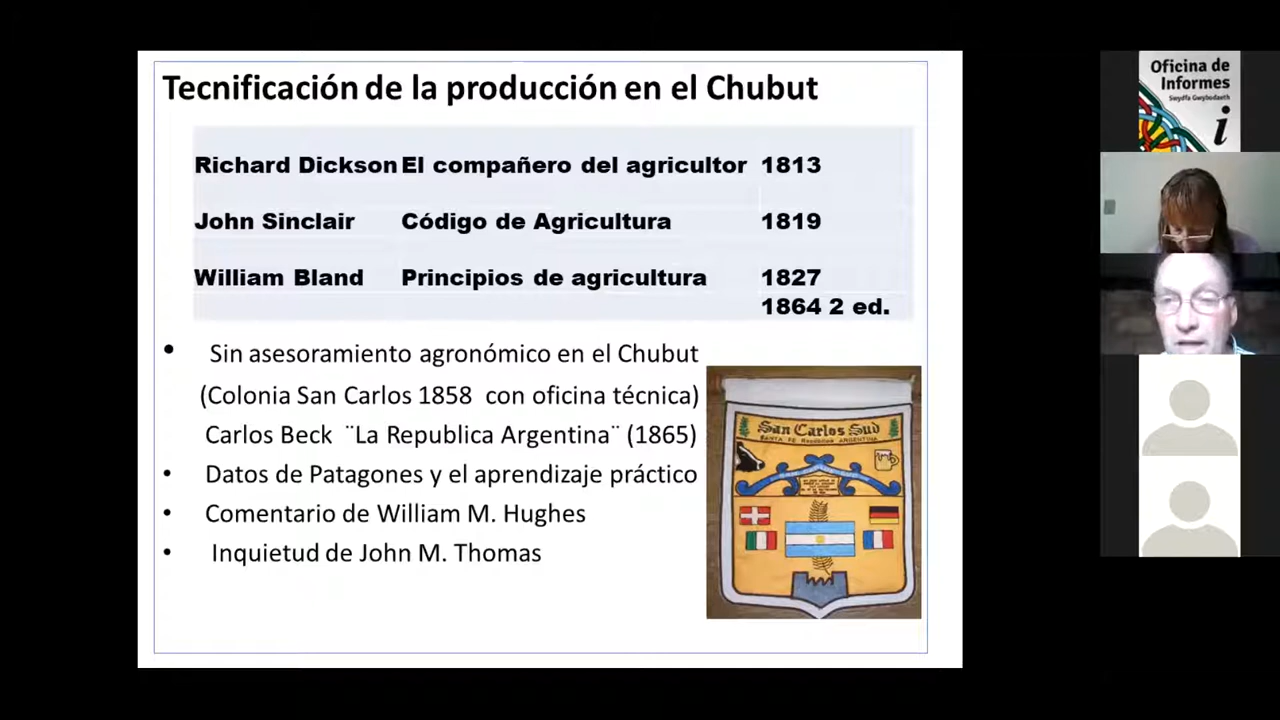 Tecnificación de la producción en el Chubut
Richard Dickson El compañero del agricultor 1813
John Sinclair Código de Agricultura 1819
William Bland Principios de agricultura 1827
1864 2 ed.
• Sin asesoramiento agronómico en el Chubut
(Colonia San Carlos 1858 con oficina técnica)
Carlos Beck ¨La Republica Argentina¨ (1865)
• Datos de Patagones y el aprendizaje práctico
• Comentario de William M. Hughes
• Inquietud de John M. Thomas
San Carlos Sud
SANTA FE República ARGENTINA
Oficina de
Informes
Swydfa Gwybodaeth
i